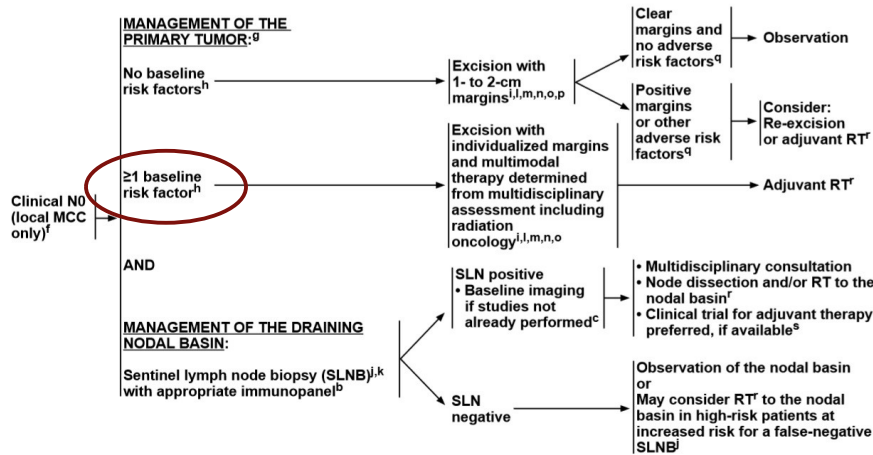 MANAGEMENT OF THE
PRIMARY TUMOR:g
No baseline
risk factorsh
Excision with
1- to 2-cm
marginsi,l,m,n,o,p
Clear
margins and
no adverse
risk factorsq
Observation
Positive
margins
or other
adverse risk
factorsq
Consider:
Re-excision
or adjuvant RTr
≥1 baseline
risk factorh
Excision with
individualized margins
and multimodal
therapy determined
from multidisciplinary
assessment including
radiation
oncologyi,l,m,n,o
Adjuvant RTr
Clinical N0
(local MCC
only)f
AND
MANAGEMENT OF THE DRAINING
NODAL BASIN:
Sentinel lymph node biopsy (SLNB)j,k
with appropriate immunopanelb
SLN positive
• Baseline imaging
if studies not
already performedc
• Multidisciplinary consultation
• Node dissection and/or RT to the
nodal basinr
• Clinical trial for adjuvant therapy
preferred, if availables
SLN
negative
Observation of the nodal basin
or
May consider RTr to the nodal
basin in high-risk patients at
increased risk for a false-negative
SLNBj